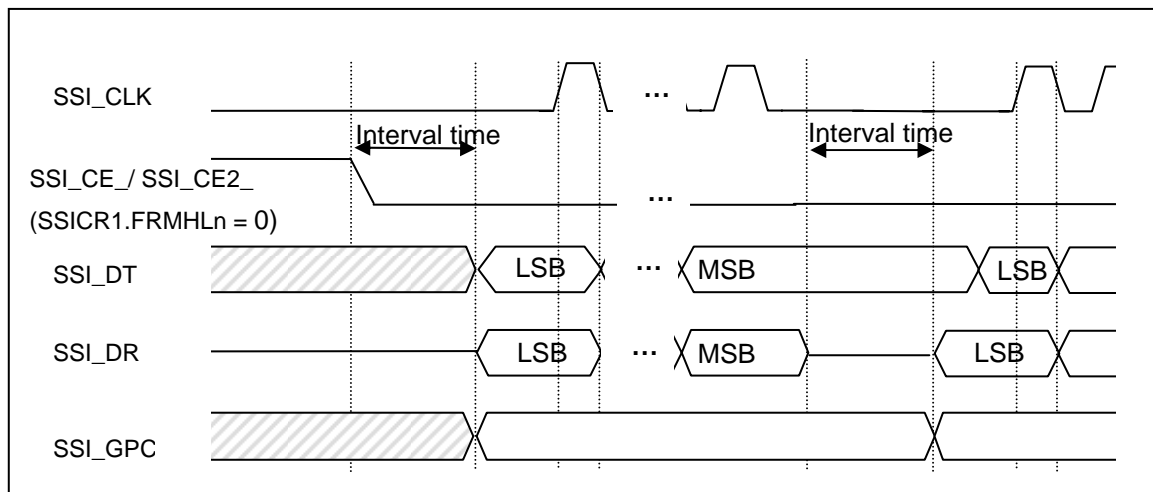 SSI_CLK
...
Interval time
Interval time
SSI_CE_/ SSI_CE2_
...
(SSICR1.FRMHLn = 0)
SSI_DT
LSB
...
MSB
LSB
SSI_DR
LSB
...
MSB
LSB
SSI_GPC